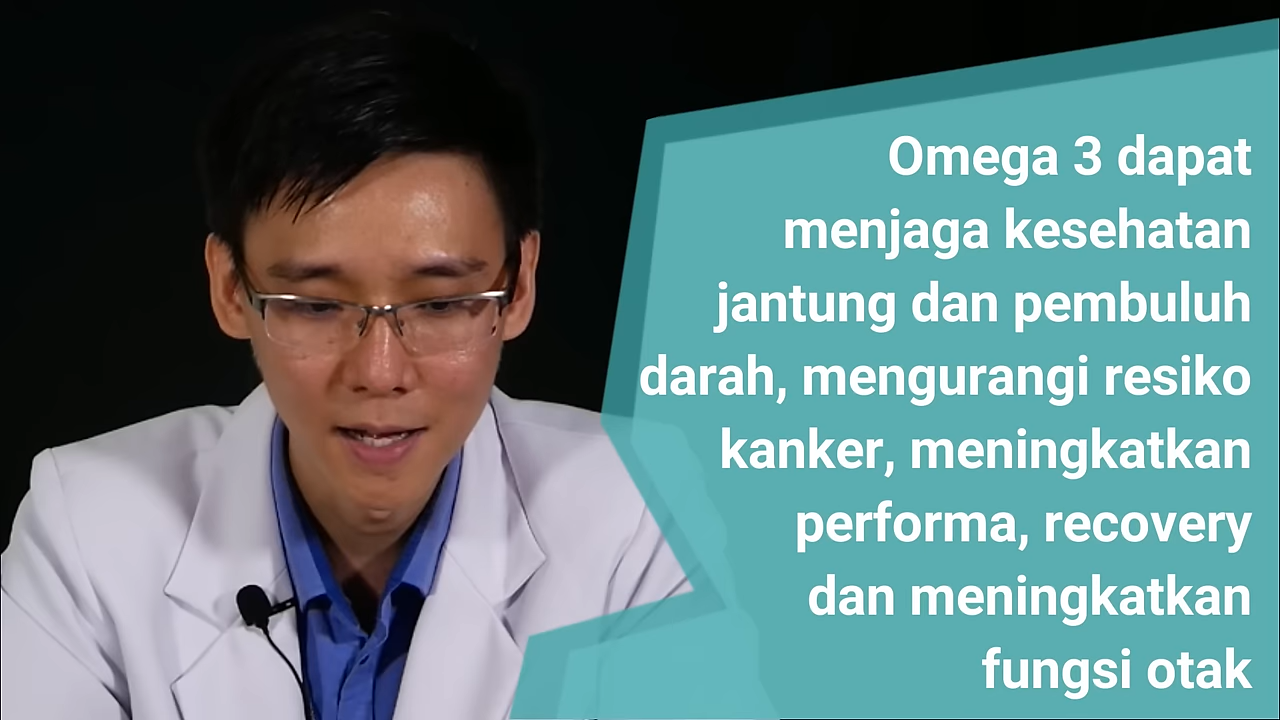 Omega 3 dapat
menjaga kesehatan
jantung dan pembuluh
darah, mengurangi resiko
kanker, meningkatkan
performa, recovery
dan meningkatkan
fungsi otak